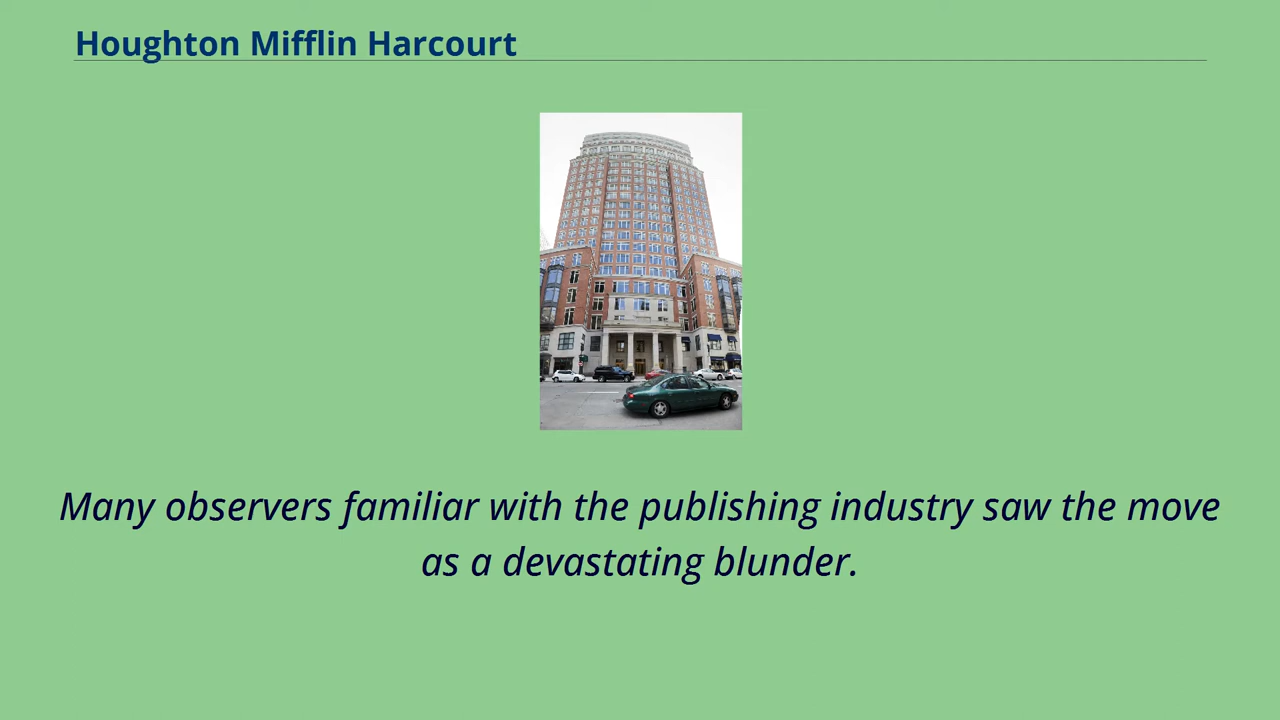 Houghton Mifflin Harcourt
Many observers familiar with the publishing industry saw the move
as a devastating blunder.